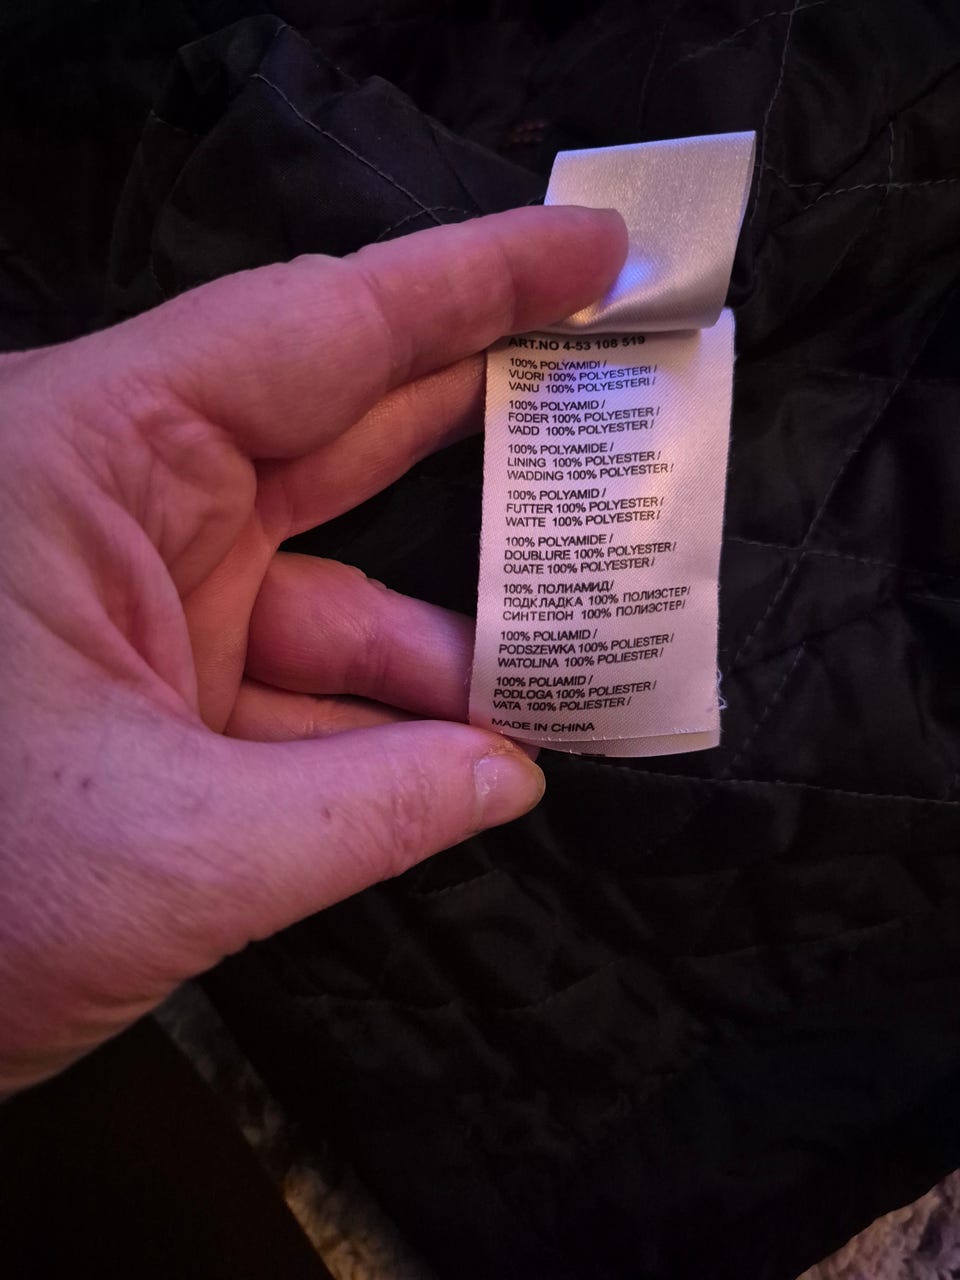 ART.NO 4-53 108 519
100% POLYAMIDI /
VUORI 100% POLYESTERI /
VANU 100% POLYESTERI /
100% POLYAMID /
FODER 100% POLYESTER /
VADD 100% POLYESTER /
100% POLYAMIDE /
LINING 100% POLYESTER /
WADDING 100% POLYESTER /
100% POLYAMID /
FUTTER 100% POLYESTER /
WATTE 100% POLYESTER /
100% POLYAMIDE /
DOUBLURE 100% POLYESTER /
OUATE 100% POLYESTER /
100% ПОЛИАМИД/
ПОДКЛАДКА 100% ПОЛИЭСТЕР/
СИНТЕПОН 100% ПОЛИЭСТЕР/
100% POLIAMID /
PODSZEWKA 100% POLIESTER /
WATOLINA 100% POLIESTER /
100% POLIAMID /
PODLOGA 100% POLIESTER /
VATA 100% POLIESTER /
MADE IN CHINA